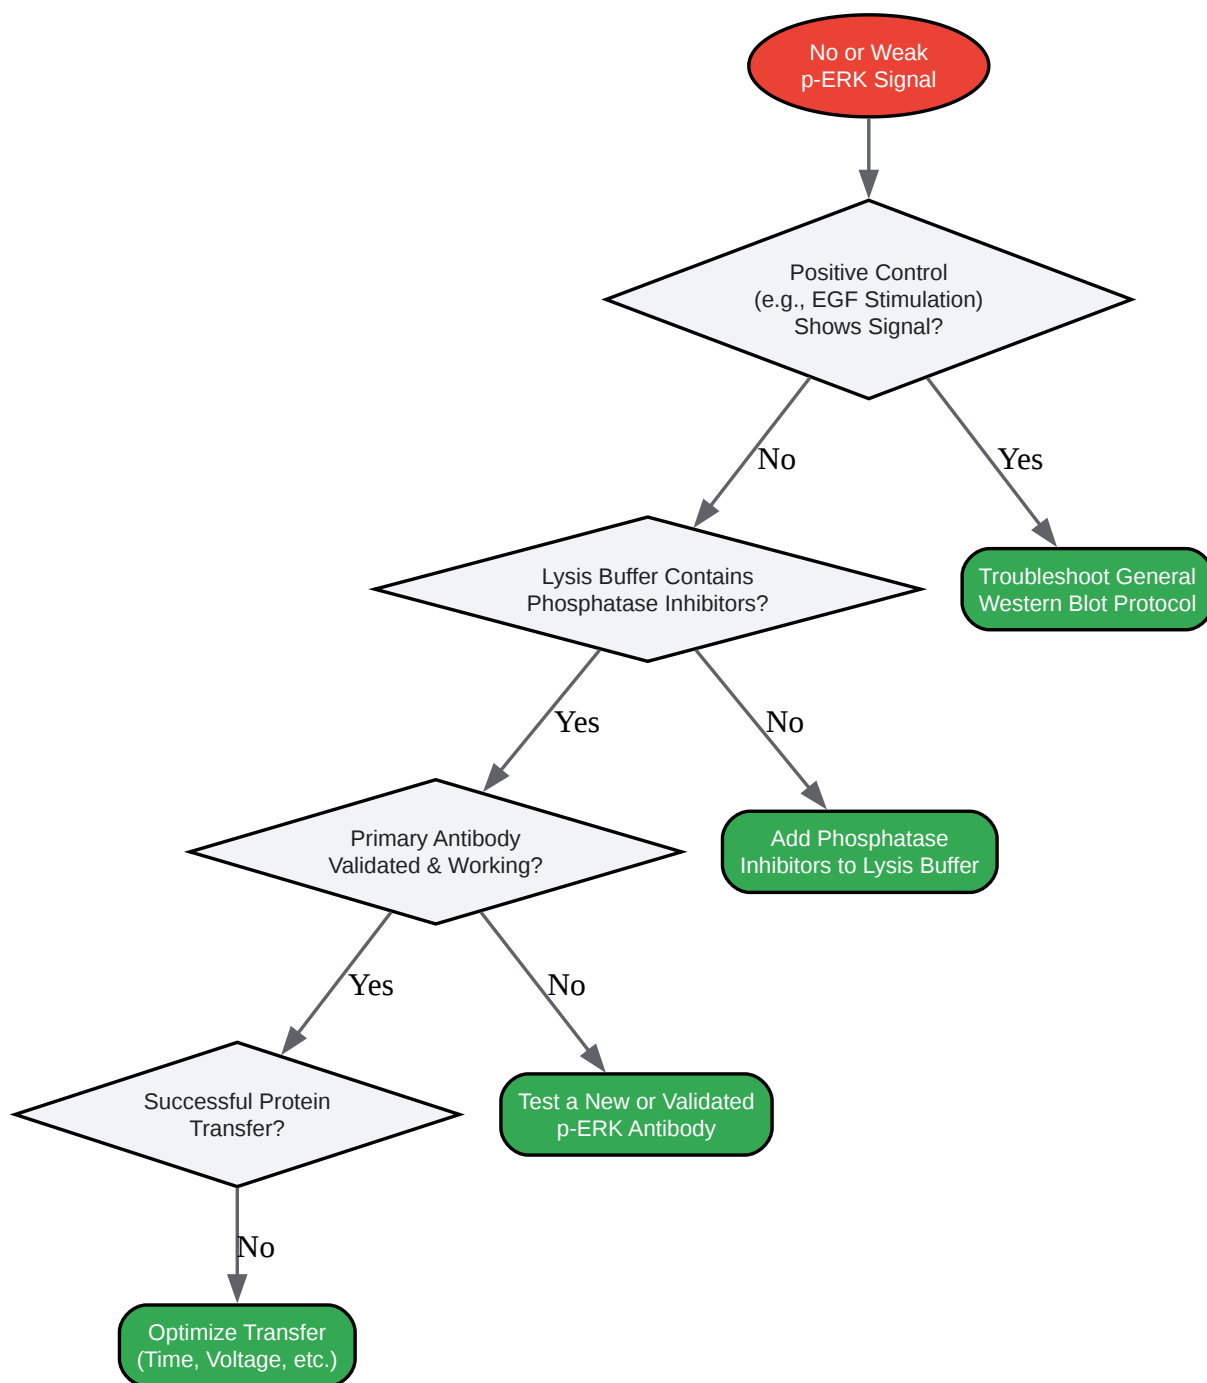 No or Weak
p-ERK Signal
Positive Control
(e.g., EGF Stimulation)
Shows Signal?
No
Yes
Lysis Buffer Contains
Phosphatase Inhibitors?
Troubleshoot General
Western Blot Protocol
Yes
No
Primary Antibody
Validated & Working?
Add Phosphatase
Inhibitors to Lysis Buffer
Yes
No
Successful Protein
Transfer?
Test a New or Validated
p-ERK Antibody
No
Optimize Transfer
(Time, Voltage, etc.)